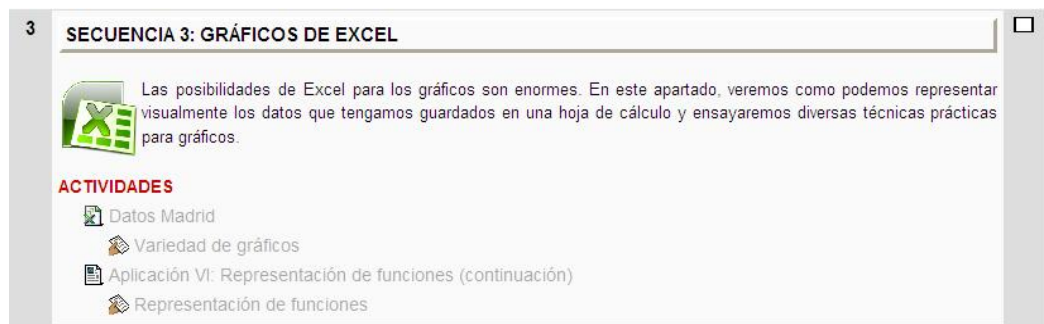 3
SECUENCIA 3: GRÁFICOS DE EXCEL
Las posibilidades de Excel para los gráficos son enormes. En este apartado, veremos como podemos representar
visualmente los datos que tengamos guardados en una hoja de cálculo y ensayaremos diversas técnicas prácticas
para gráficos.
ACTIVIDADES
Datos Madrid
Variedad de gráficos
Aplicación VI: Representación de funciones (continuación)
Representación de funciones